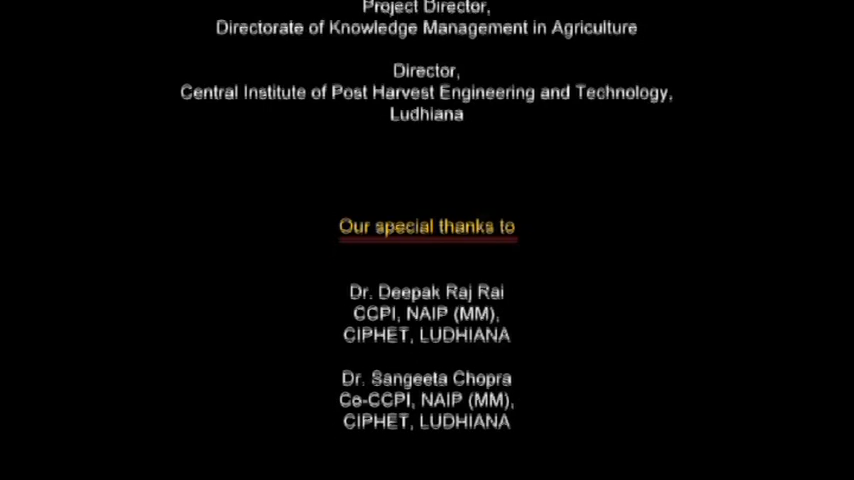 Project Director,
Directorate of Knowledge Management in Agriculture
Director,
Central Institute of Post Harvest Engineering and Technology,
Ludhiana
Our special thanks to
Dr. Deepak Raj Rai
CCPI, NAIP (MM),
CIPHET, LUDHIANA
Dr. Sangeeta Chopra
Co-CCPI, NAIP (MM),
CIPHET, LUDHIANA